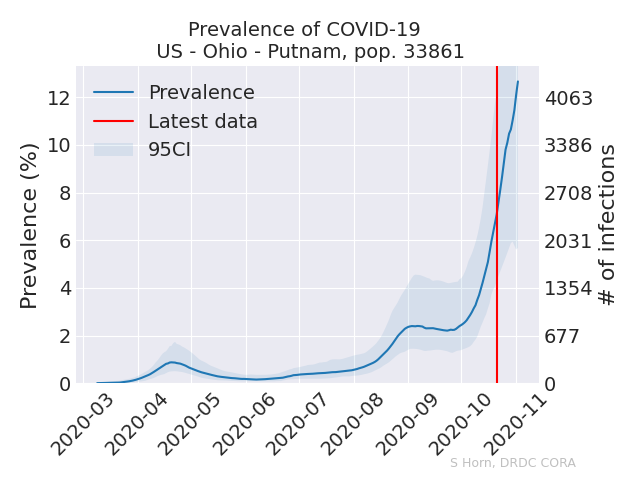 Prevalence of COVID-19
US - Ohio - Putnam, pop. 33861
Prevalence
Latest data
95CI
Prevalence (%)
12
10
8
6
4
2
0
4063
3386
2708
2031
1354
677
0
# of infections
2020-03
2020-04
2020-05
2020-06
2020-07
2020-08
2020-09
2020-10
2020-11
S Horn, DRDC CORA